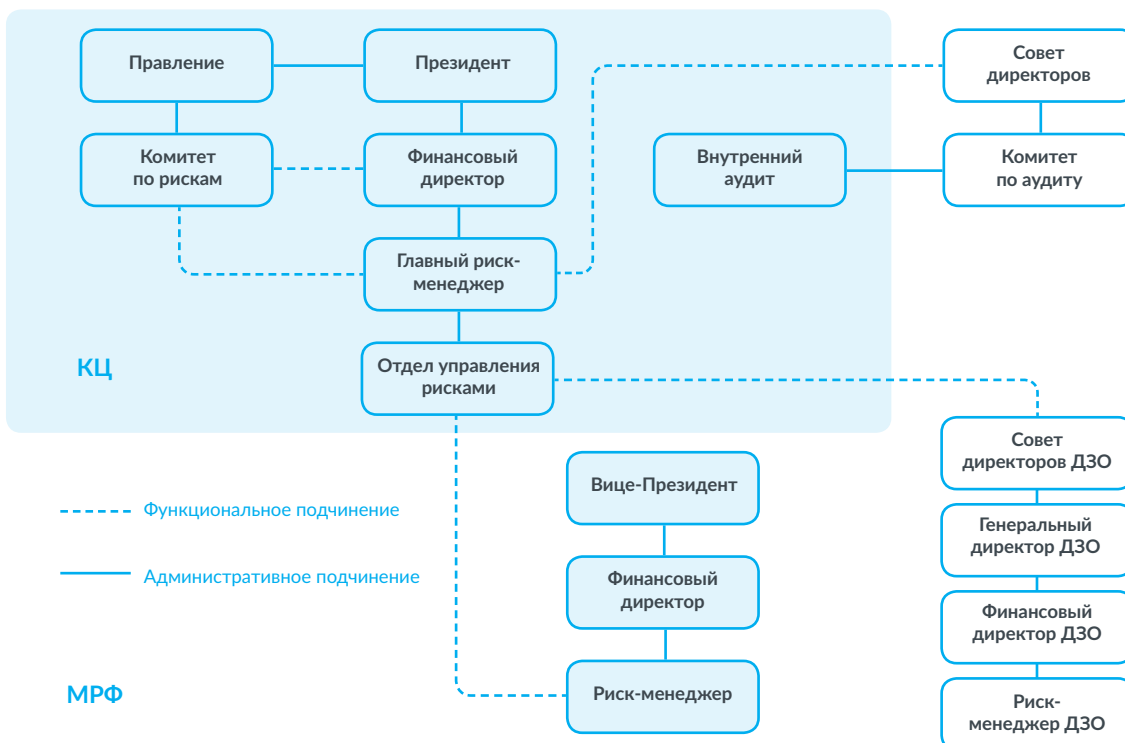 Правление
Президент
Совет
директоров
Комитет
по рискам
Финансовый
директор
Внутренний
аудит
Комитет
по аудиту
Главный риск-
менеджер
КЦ
Отдел управления
рисками
Совет
директоров ДЗО
Вице-Президент
Функциональное подчинение
Генеральный
директор ДЗО
Административное подчинение
Финансовый
директор
Финансовый
директор ДЗО
МРФ
Риск-менеджер
Риск-
менеджер ДЗО